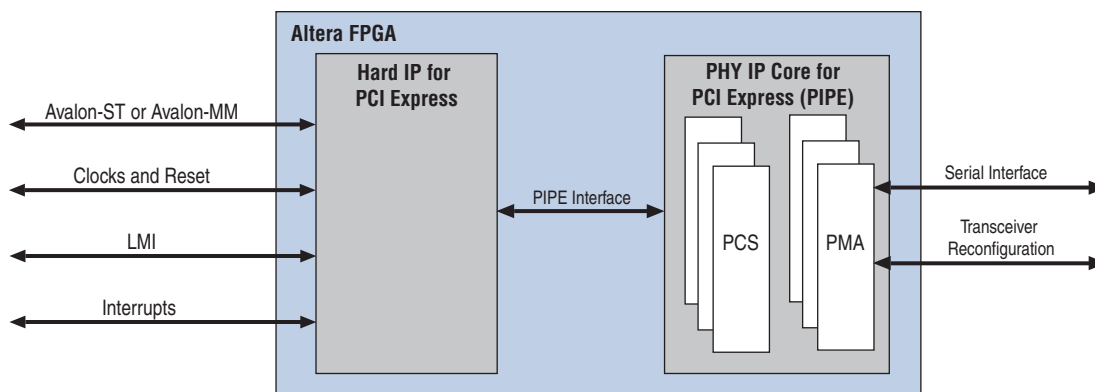 Altera FPGA
Hard IP for
PCI Express
PHY IP Core for
PCI Express (PIPE)
Avalon-ST or Avalon-MM
Clocks and Reset
LMI
Interrupts
PIPE Interface
PCS
PMA
Serial Interface
Transceiver
Reconfiguration